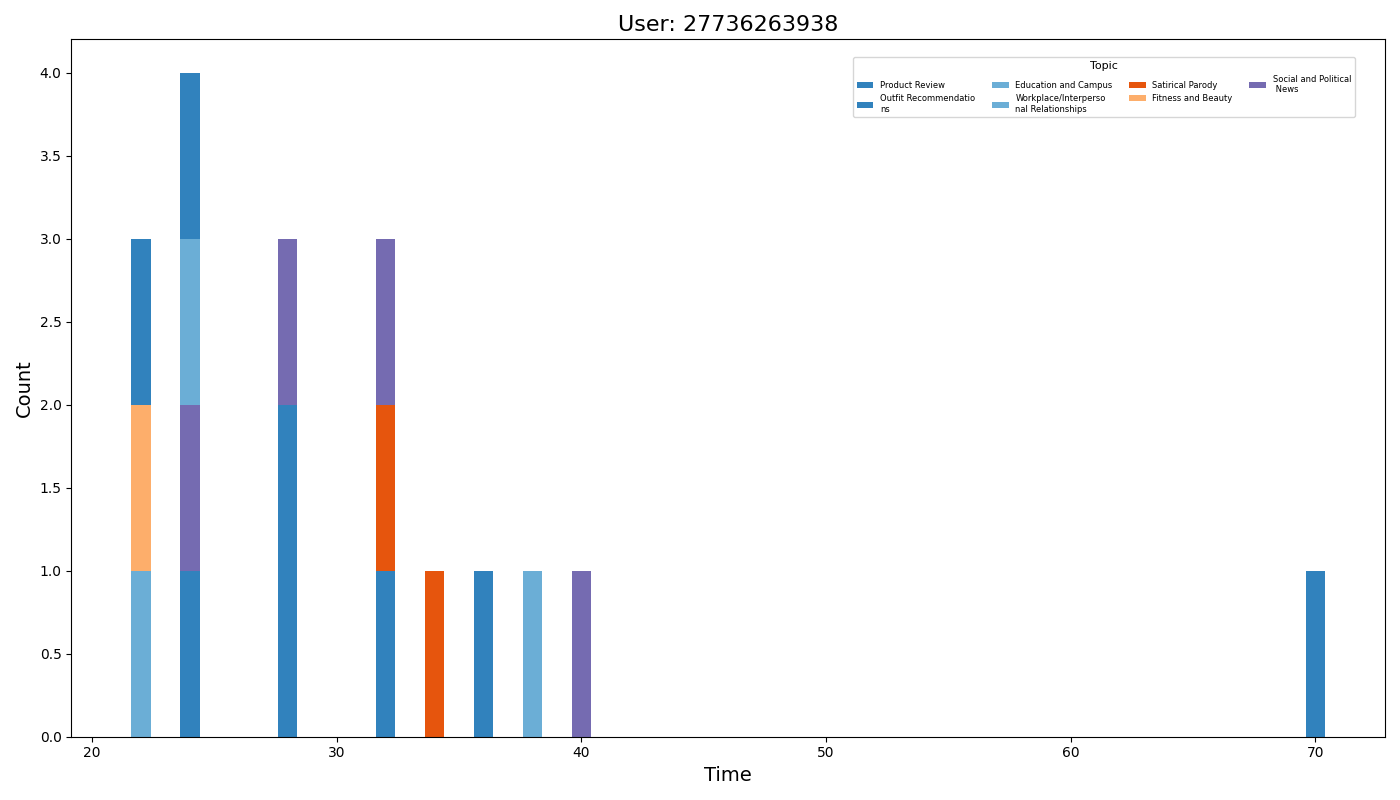 User: 27736263938
Topic
Product Review
Outfit Recommendatio
ns
Education and Campus
Workplace/Interperso
nal Relationships
Satirical Parody
Fitness and Beauty
Social and Political
News
Count
4.0
3.5
3.0
2.5
2.0
1.5
1.0
0.5
0.0
20 30 40 50 60 70
Time